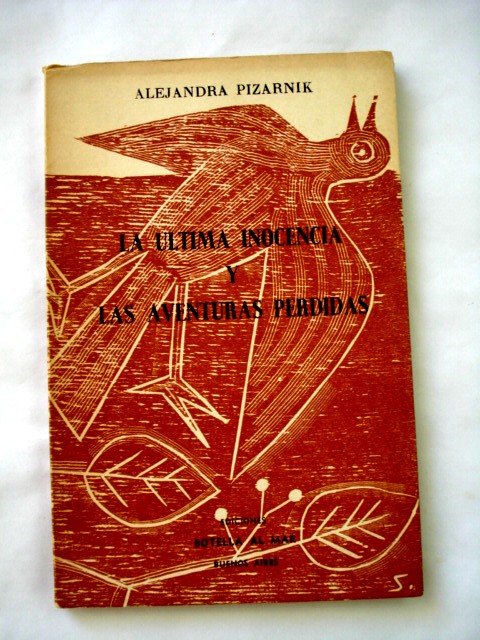 ALEJANDRA PIZARNIK
LA ULTIMA INOCENCIA
Y
LAS AVENTURAS PERDIDAS
EDICIONES
BOTELLA AL MAR
BUENOS AIRES
S.